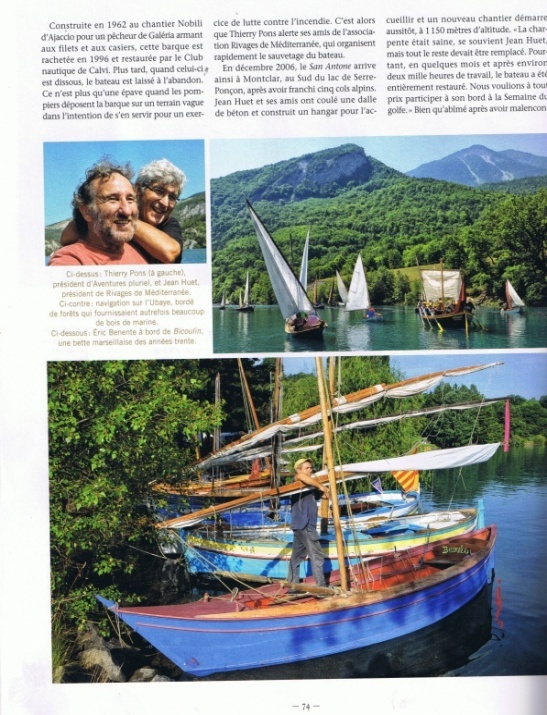 Construite en 1962 au chantier Nobili
d'Ajaccio pour un pêcheur de Galéria armant
aux filets et aux casiers, cette barque est
rachetée en 1996 et restaurée par le Club
nautique de Calvi. Plus tard, quand celui-ci
est dissous, le bateau est laissé à l'abandon.
Ce n'est plus qu'une épave quand les pom-
piers déposent la barque sur un terrain vague
dans l'intention de s'en servir pour un exer-
cice de lutte contre l'incendie. C'est alors
que Thierry Pons alerte ses amis de l'associa-
tion Rivages de Méditerranée, qui organisent
rapidement le sauvetage du bateau.
En décembre 2006, le San Antone arrive
ainsi à Montclar, au Sud du lac de Serre-
Ponçon, après avoir franchi cinq cols alpins.
Jean Huet et ses amis ont coulé une dalle
de béton et construit un hangar pour l'ac-
cueillir et un nouveau chantier démarre
aussitôt, à 1 150 mètres d'altitude. « La char-
pente était saine, se souvient Jean Huet,
mais tout le reste devait être remplacé. Pour-
tant, en quelques mois et après environ
deux mille heures de travail, le bateau a été
entièrement restauré. Nous voulions à tout
prix participer à son bord à la Semaine du
golfe. » Bien qu'abîmé après avoir malencon
Ci-dessus : Thierry Pons (à gauche),
président d'Aventures pluriel, et Jean Huet,
président de Rivages de Méditerranée.
Ci-contre : navigation sur l'Ubaye, bordé
de forêts qui fournissaient autrefois beaucoup
de bois de marine.
Ci-dessous : Éric Benente à bord de Bicoulin,
une bette marseillaise des années trente.
— 74 —